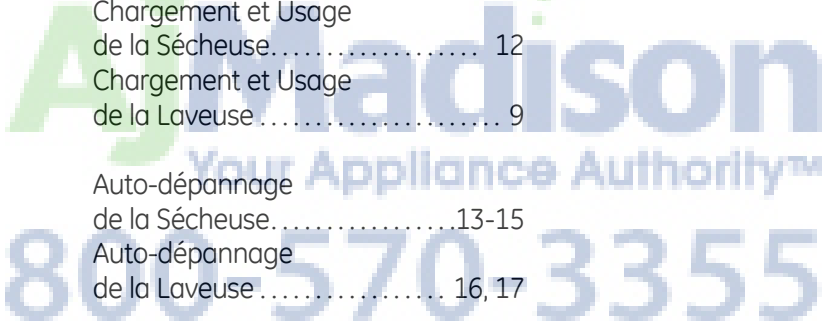 Chargement et Usage
de la Sécheuse.................... 12
Chargement et Usage
de la Laveuse ....................... 9
AJMadison
Your Appliance Authority™
Auto-dépannage
de la Sécheuse.................13-15
Auto-dépannage
de la Laveuse .................. 16, 17
800-570-3355